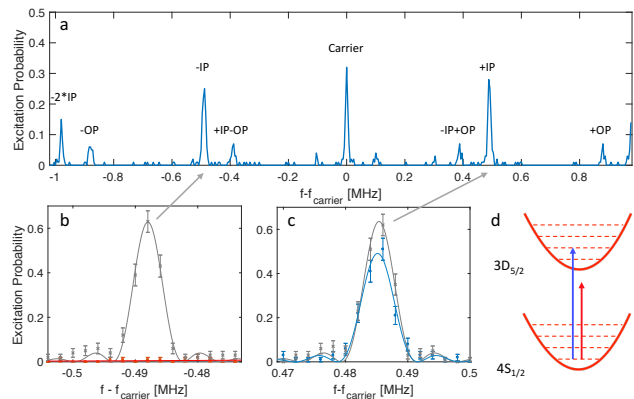 a
Excitation Probability
0.5
0.4
0.3
0.2
0.1
0
-2*IP
-OP
-IP
+IP-OP
Carrier
-IP+OP
+IP
+OP
-1 -0.8 -0.6 -0.4 -0.2 0 0.2 0.4 0.6 0.8
f-fcarrier [MHz]
b
Excitation Probability
0.6
0.4
0.2
0
-0.5 -0.49 -0.48
f - fcarrier [MHz]
c
0.6
0.4
0.2
0
0.47 0.48 0.49 0.5
f-fcarrier [MHz]
d
3D5/2
4S1/2